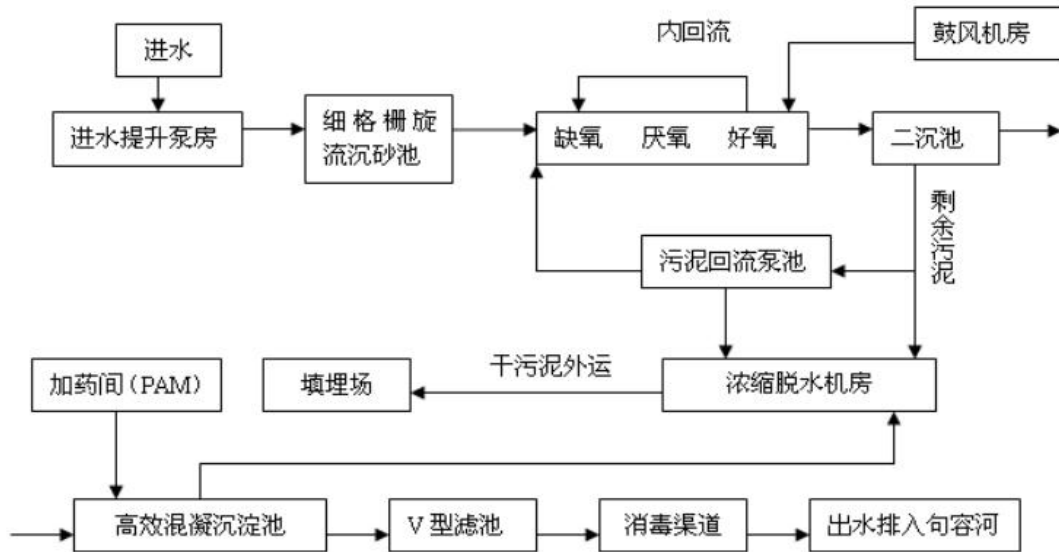 内回流
鼓风机房
进水
进水提升泵房
细格栅旋
流沉砂池
缺氧 厌氧 好氧
二沉池
剩余污泥
污泥回流泵池
加药间(PAM)
填埋场
干污泥外运
浓缩脱水机房
高效混凝沉淀池
V型滤池
消毒渠道
出水排入句容河